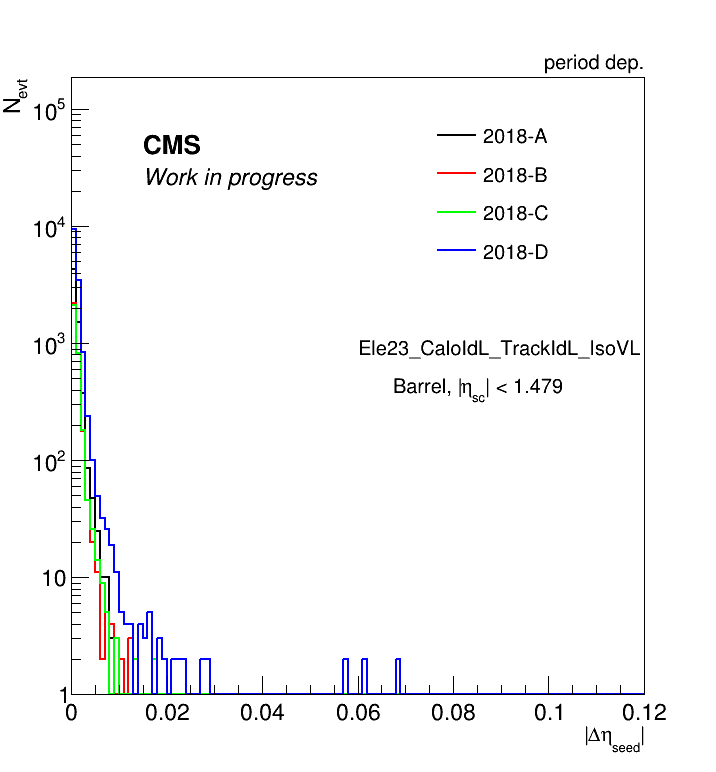 period dep.
N_evt
10^5
10^4
10^3
10^2
10
1
CMS
Work in progress
2018-A
2018-B
2018-C
2018-D
Ele23_CaloIdL_TrackIdL_IsoVL
Barrel, |η_sc| < 1.479
0 0.02 0.04 0.06 0.08 0.1 0.12
|Δη_seed|